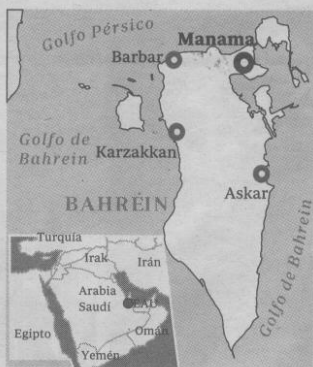 Golfo Pérsico
Manama
Barbar
Golfo de
Bahrein
Karzakkan
Askar
BAHRÉIN
Golfo de Bahrein
Turquía
Irak
Irán
Arabia
Saudí
EAU
Egipto
Omán
Yemén